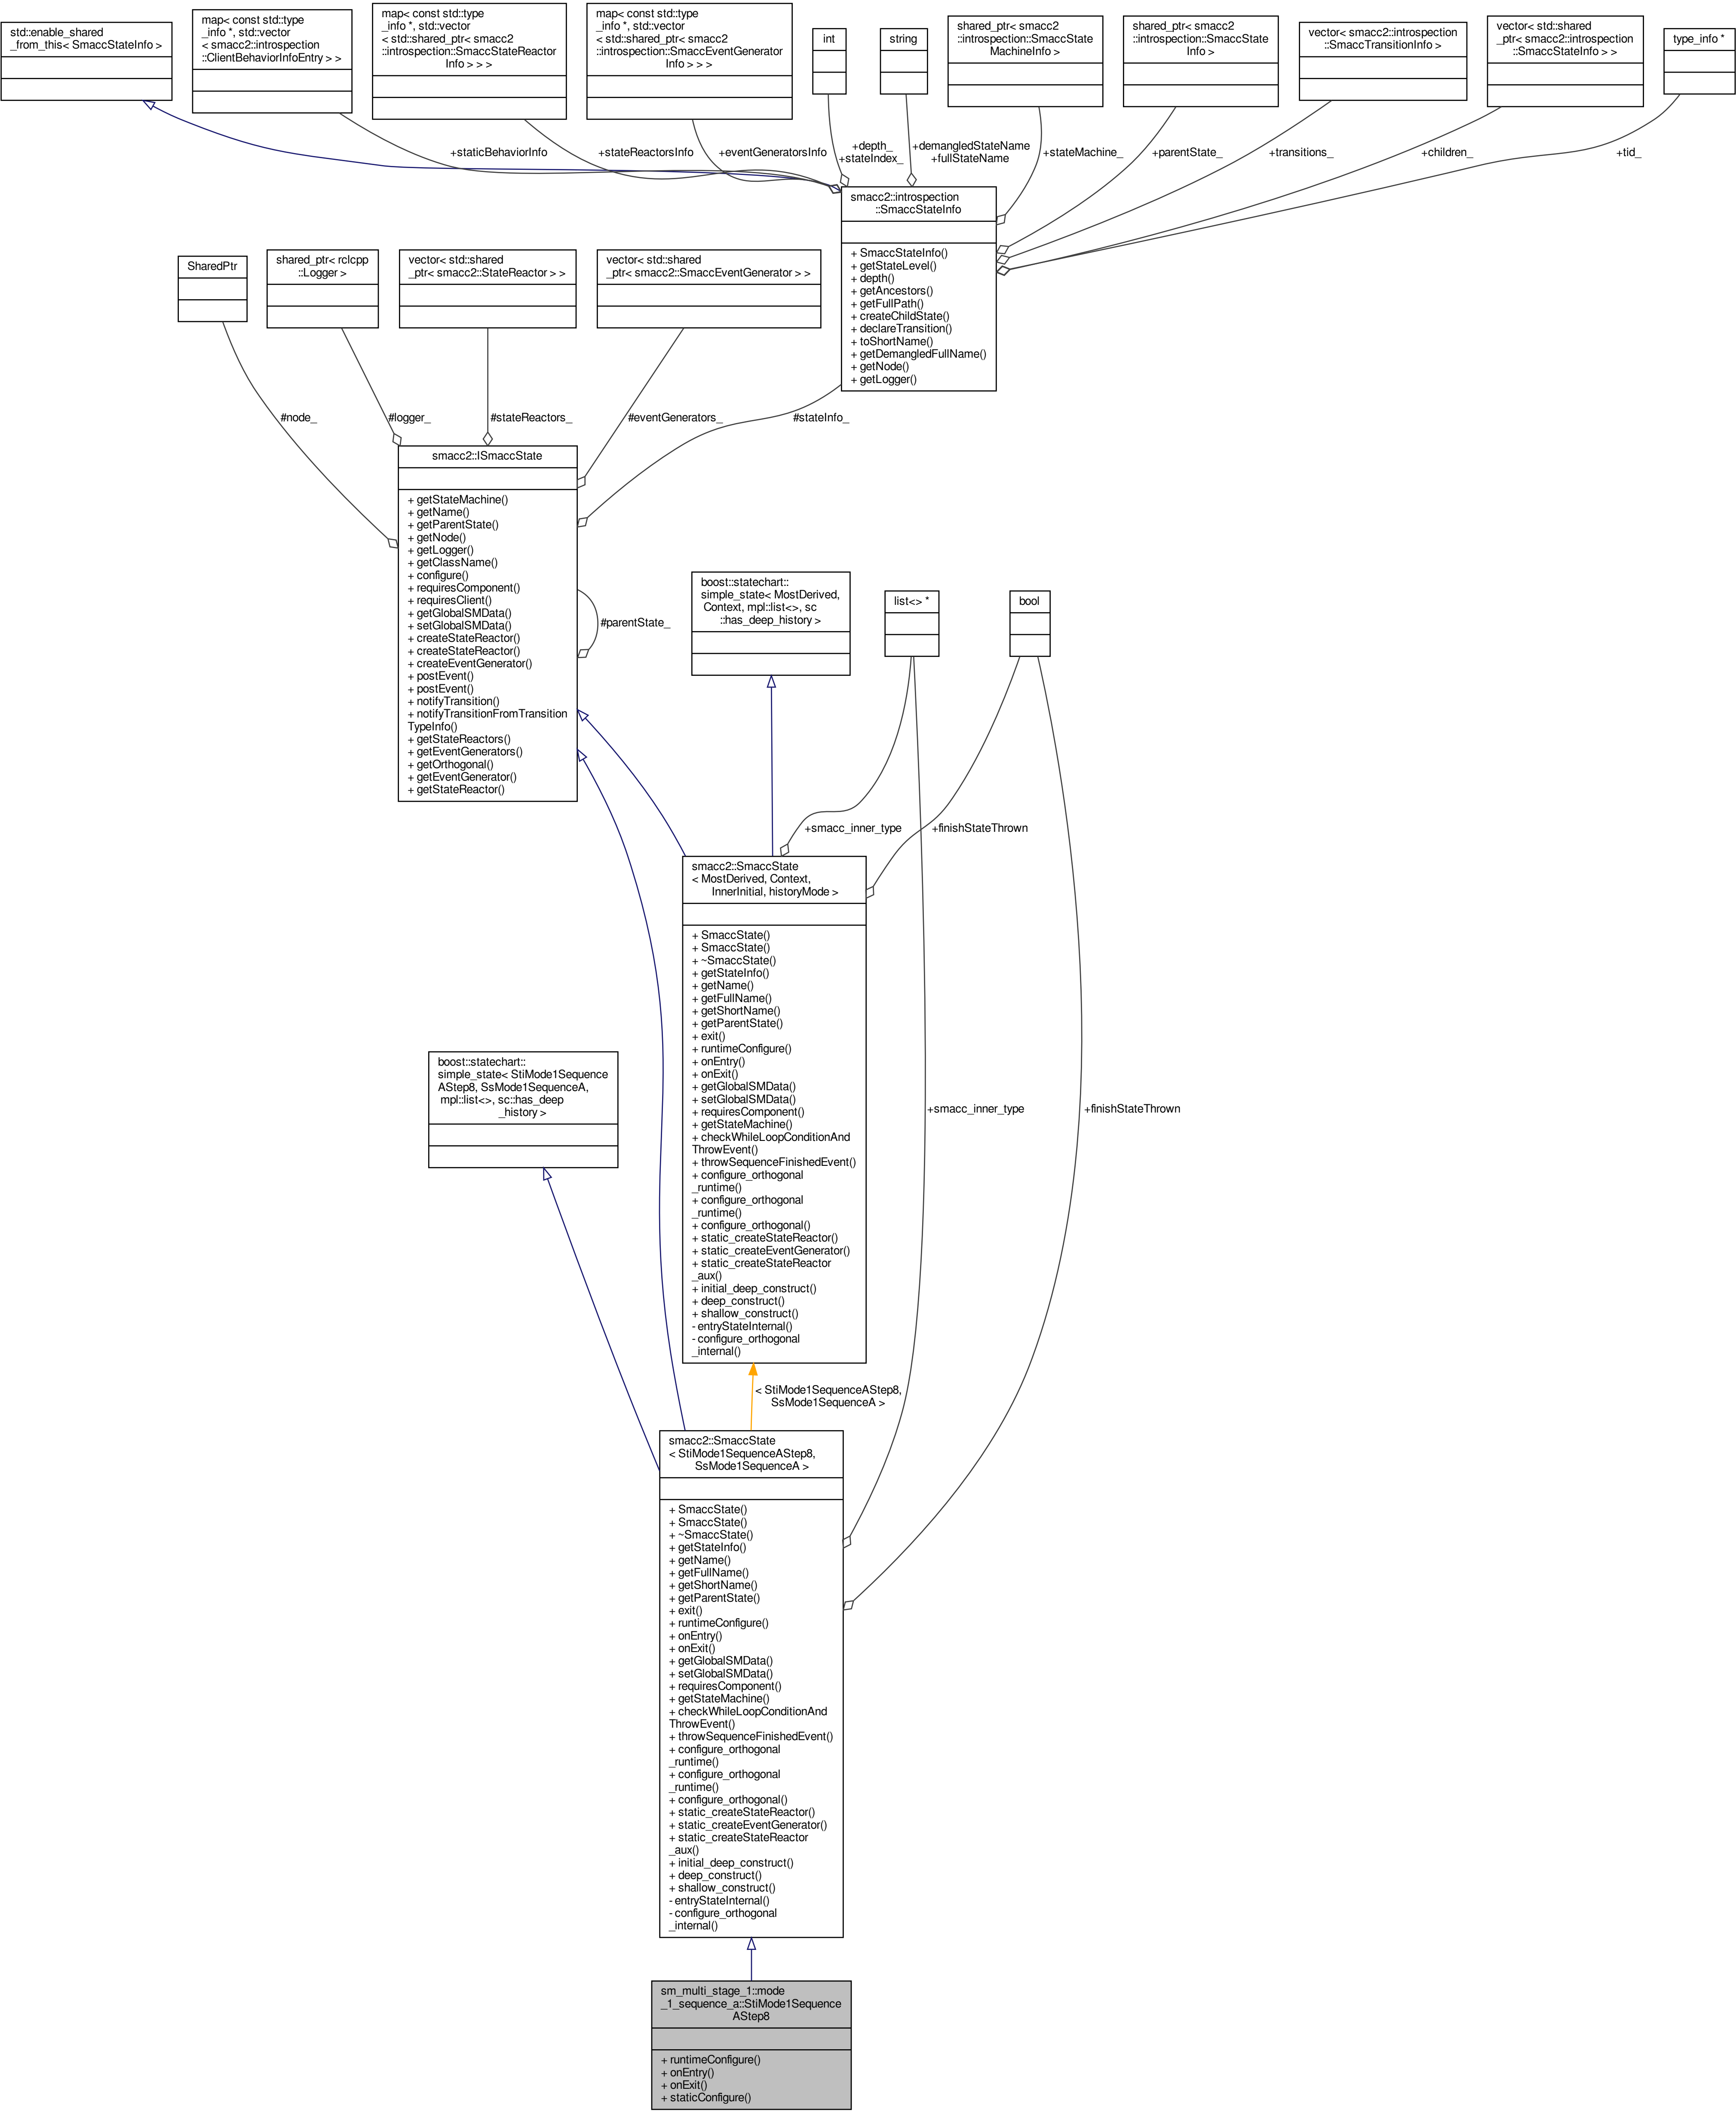 std::enable_shared
_from_this< SmaccStateInfo >
map< const std::type
_info *, std::vector
< smacc2::introspection
::ClientBehaviorInfoEntry > >
map< const std::type
_info *, std::vector
< std::shared_ptr< smacc2
::introspection::SmaccStateReactor
Info > > >
map< const std::type
_info *, std::vector
< std::shared_ptr< smacc2
::introspection::SmaccEventGenerator
Info > > >
int
string
shared_ptr< smacc2
::introspection::SmaccState
MachineInfo >
shared_ptr< smacc2
::introspection::SmaccState
Info >
vector< smacc2::introspection
::SmaccTransitionInfo >
vector< std::shared
_ptr< smacc2::introspection
::SmaccStateInfo > >
type_info *
+staticBehaviorInfo
+stateReactorsInfo
+eventGeneratorsInfo
+depth_
+stateIndex_
+demangledStateName
+fullStateName
+stateMachine_
+parentState_
+transitions_
+children_
+tid_
smacc2::introspection
::SmaccStateInfo
+ SmaccStateInfo()
+ getStateLevel()
+ depth()
+ getAncestors()
+ getFullPath()
+ createChildState()
+ declareTransition()
+ toShortName()
+ getDemangledFullName()
+ getNode()
+ getLogger()
SharedPtr
shared_ptr< rclcpp
::Logger >
vector< std::shared
_ptr< smacc2::StateReactor > >
vector< std::shared
_ptr< smacc2::SmaccEventGenerator > >
#node_
#logger_
#stateReactors_
#eventGenerators_
#stateInfo_
smacc2::ISmaccState
+ getStateMachine()
+ getName()
+ getParentState()
+ getNode()
+ getLogger()
+ getClassName()
+ configure()
+ requiresComponent()
+ requiresClient()
+ getGlobalSMData()
+ setGlobalSMData()
+ createStateReactor()
+ createStateReactor()
+ createEventGenerator()
+ postEvent()
+ postEvent()
+ notifyTransition()
+ notifyTransitionFromTransition
TypeInfo()
+ getStateReactors()
+ getEventGenerators()
+ getOrthogonal()
+ getEventGenerator()
+ getStateReactor()
#parentState_
boost::statechart::
simple_state< MostDerived,
Context, mpl::list<>, sc
::has_deep_history >
list<> *
bool
+smacc_inner_type
+finishStateThrown
smacc2::SmaccState
< MostDerived, Context,
InnerInitial, historyMode >
+ SmaccState()
+ SmaccState()
+ ~SmaccState()
+ getStateInfo()
+ getName()
+ getFullName()
+ getShortName()
+ getParentState()
+ exit()
+ runtimeConfigure()
+ onEntry()
+ onExit()
+ getGlobalSMData()
+ setGlobalSMData()
+ requiresComponent()
+ getStateMachine()
+ checkWhileLoopConditionAnd
ThrowEvent()
+ throwSequenceFinishedEvent()
+ configure_orthogonal
_runtime()
+ configure_orthogonal
_runtime()
+ configure_orthogonal()
+ static_createStateReactor()
+ static_createEventGenerator()
+ static_createStateReactor
_aux()
+ initial_deep_construct()
+ deep_construct()
+ shallow_construct()
- entryStateInternal()
- configure_orthogonal
_internal()
boost::statechart::
simple_state< StiMode1Sequence
AStep8, SsMode1SequenceA,
mpl::list<>, sc::has_deep
_history >
+smacc_inner_type
+finishStateThrown
< StiMode1SequenceAStep8,
SsMode1SequenceA >
smacc2::SmaccState
< StiMode1SequenceAStep8,
SsMode1SequenceA >
+ SmaccState()
+ SmaccState()
+ ~SmaccState()
+ getStateInfo()
+ getName()
+ getFullName()
+ getShortName()
+ getParentState()
+ exit()
+ runtimeConfigure()
+ onEntry()
+ onExit()
+ getGlobalSMData()
+ setGlobalSMData()
+ requiresComponent()
+ getStateMachine()
+ checkWhileLoopConditionAnd
ThrowEvent()
+ throwSequenceFinishedEvent()
+ configure_orthogonal
_runtime()
+ configure_orthogonal
_runtime()
+ configure_orthogonal()
+ static_createStateReactor()
+ static_createEventGenerator()
+ static_createStateReactor
_aux()
+ initial_deep_construct()
+ deep_construct()
+ shallow_construct()
- entryStateInternal()
- configure_orthogonal
_internal()
sm_multi_stage_1::mode
_1_sequence_a::StiMode1Sequence
AStep8
+ runtimeConfigure()
+ onEntry()
+ onExit()
+ staticConfigure()